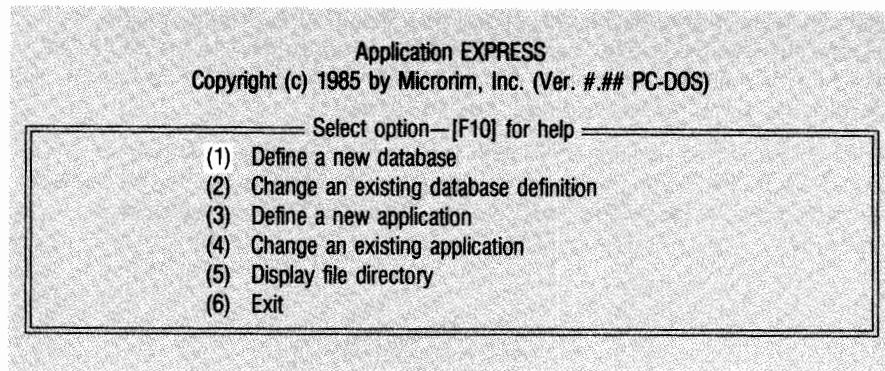 Application EXPRESS
Copyright (c) 1985 by Microrim, Inc. (Ver. #.## PC-DOS)
Select option—[F10] for help
(1) Define a new database
(2) Change an existing database definition
(3) Define a new application
(4) Change an existing application
(5) Display file directory
(6) Exit